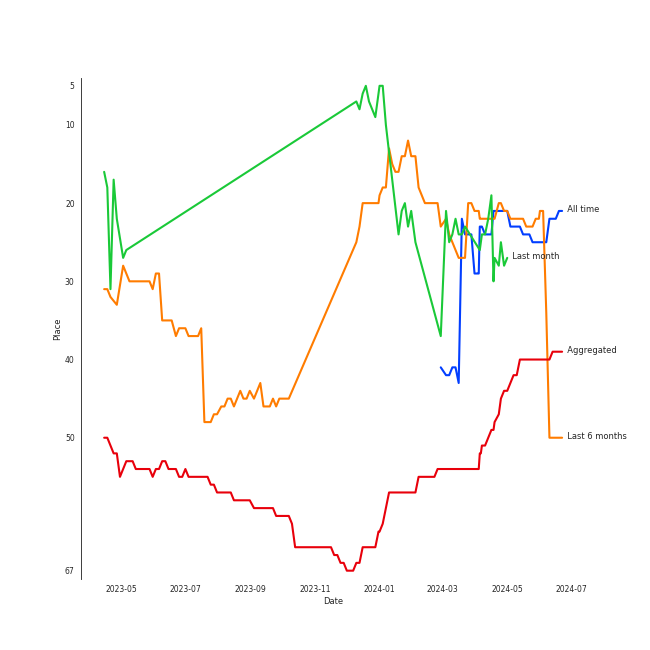 5
10
20
30
40
50
67
Place
All time
Last month
Aggregated
Last 6 months
2023-05
2023-07
2023-09
2023-11
2024-01
2024-03
2024-05
2024-07
Date